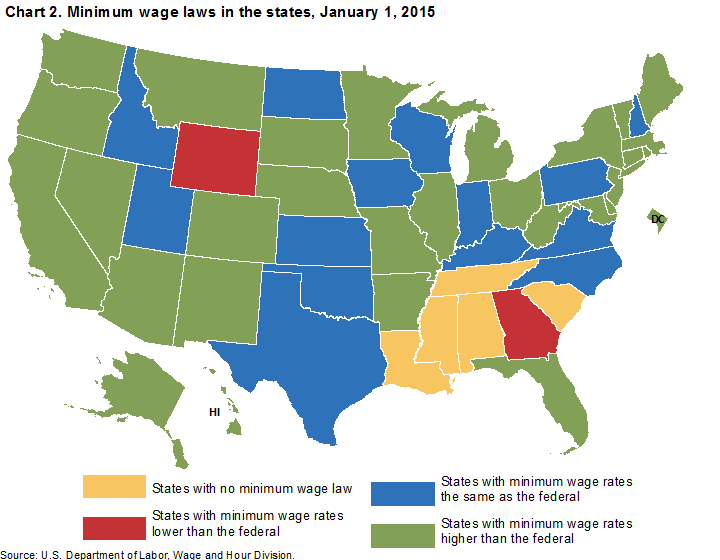 Chart 2. Minimum wage laws in the states, January 1, 2015
DC
HI
States with no minimum wage law
States with minimum wage rates
lower than the federal
States with minimum wage rates
the same as the federal
States with minimum wage rates
higher than the federal
Source: U.S. Department of Labor, Wage and Hour Division.